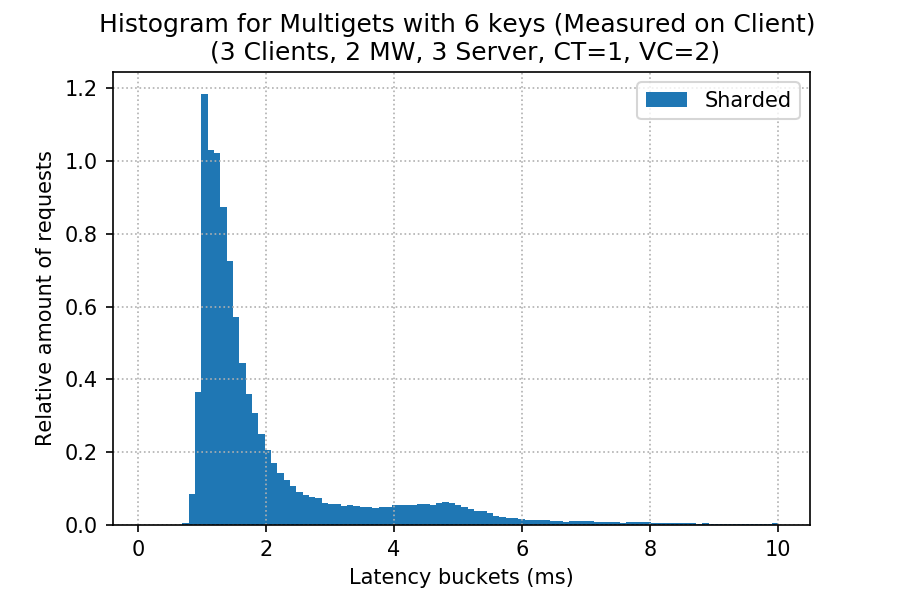 Histogram for Multigets with 6 keys (Measured on Client)
(3 Clients, 2 MW, 3 Server, CT=1, VC=2)
Sharded
Relative amount of requests
1.2
1.0
0.8
0.6
0.4
0.2
0.0
0 2 4 6 8 10
Latency buckets (ms)